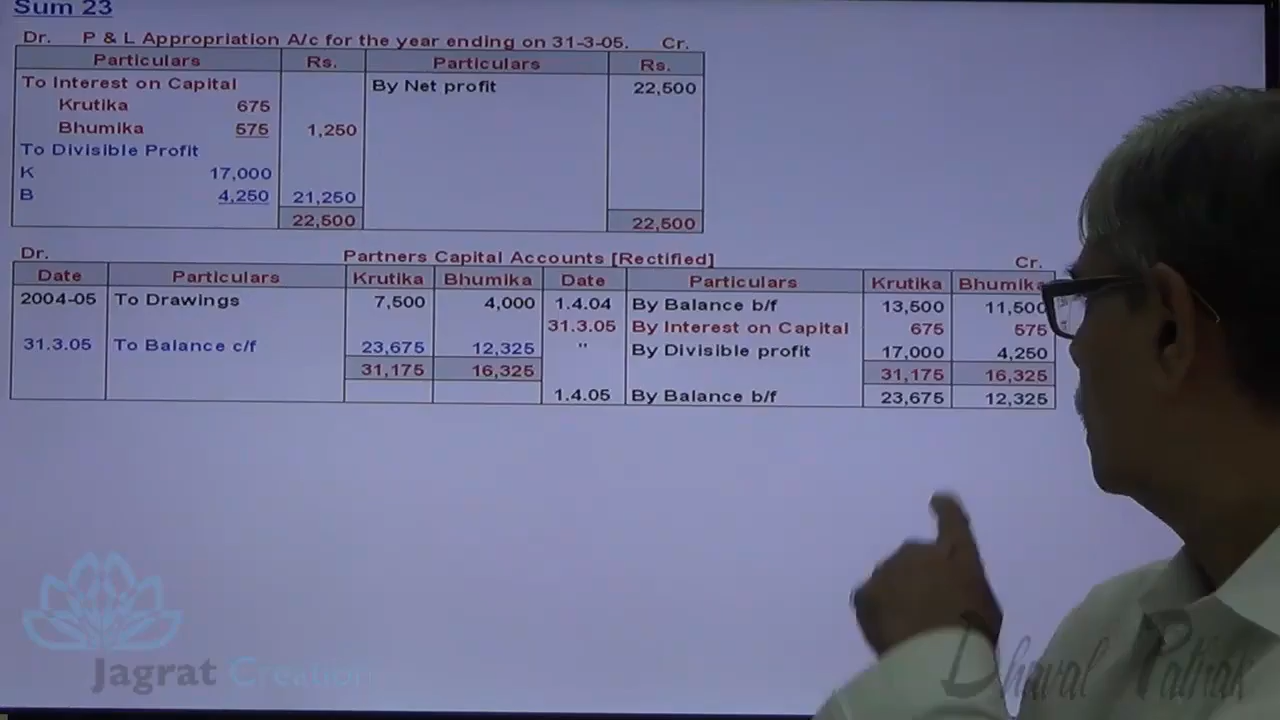 Sum 23
Dr. P & L Appropriation A/c for the year ending on 31-3-05. Cr.
Particulars Rs. Particulars Rs.
To Interest on Capital By Net profit 22,500
Krutika 675
Bhumika 575 1,250
To Divisible Profit
K 17,000
B 4,250 21,250
22,500 22,500
Dr. Partners Capital Accounts [Rectified] Cr.
Date Particulars Krutika Bhumika Date Particulars Krutika Bhumika
2004-05 To Drawings 7,500 4,000 1.4.04 By Balance b/f 13,500 11,500
31.3.05 By Interest on Capital 675 575
31.3.05 To Balance c/f 23,675 12,325 " By Divisible profit 17,000 4,250
31,175 16,325 31,175 16,325
1.4.05 By Balance b/f 23,675 12,325
Jagrat Creation
Dhaval Pathak